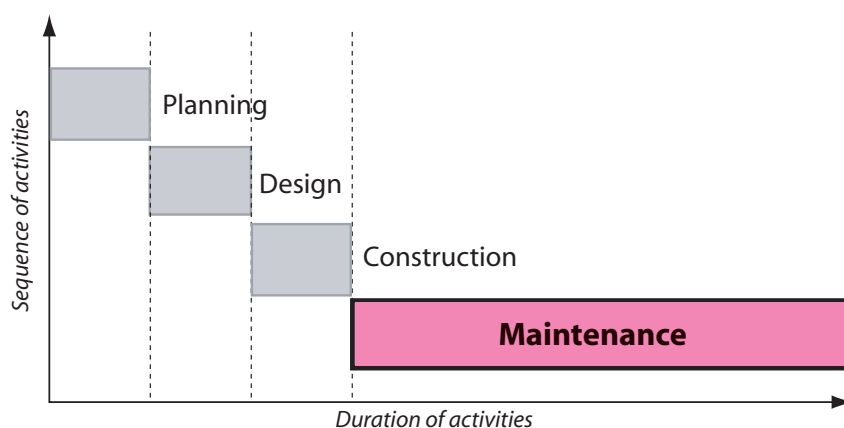 Planning
Design
Construction
Maintenance
Sequence of activities
Duration of activities